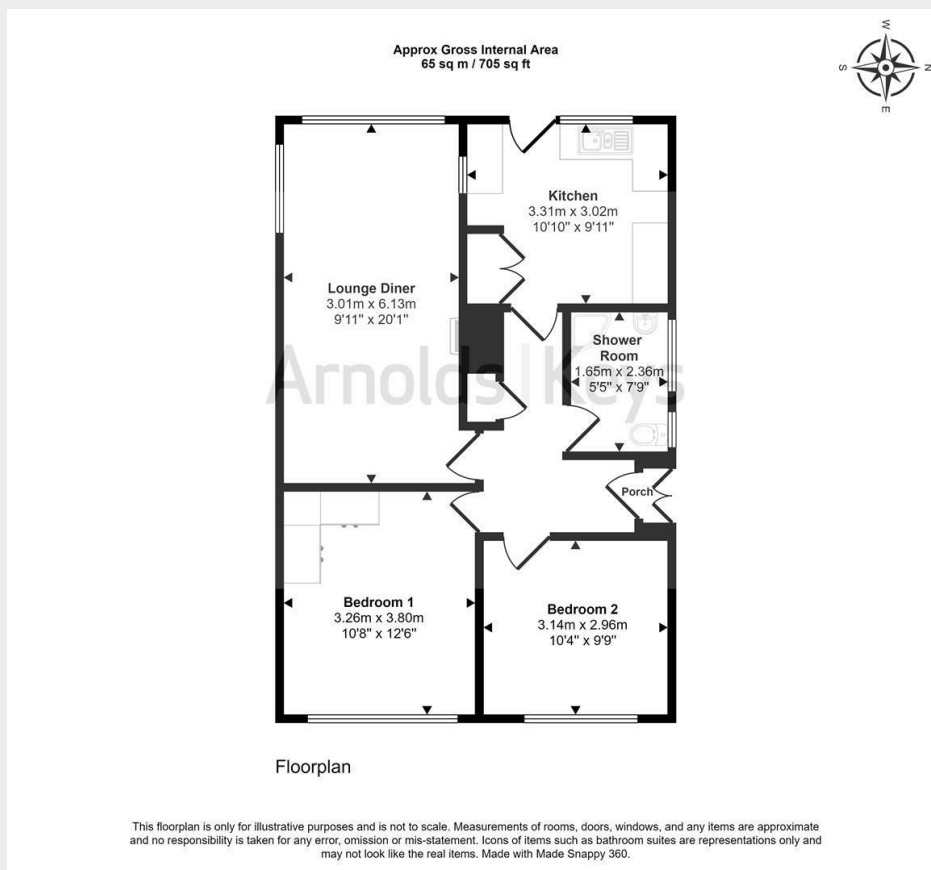 Approx Gross Internal Area
65 sq m / 705 sq ft
W
S
N
E
Kitchen
3.31m x 3.02m
10'10" x 9'11"
Lounge Diner
3.01m x 6.13m
9'11" x 20'1"
Shower
Room
1.65m x 2.36m
5'5" x 7'9"
Arnolds | Keys
Porch
Bedroom 1
3.26m x 3.80m
10'8" x 12'6"
Bedroom 2
3.14m x 2.96m
10'4" x 9'9"
Floorplan
This floorplan is only for illustrative purposes and is not to scale. Measurements of rooms, doors, windows, and any items are approximate
and no responsibility is taken for any error, omission or mis-statement. Icons of items such as bathroom suites are representations only and
may not look like the real items. Made with Made Snappy 360.